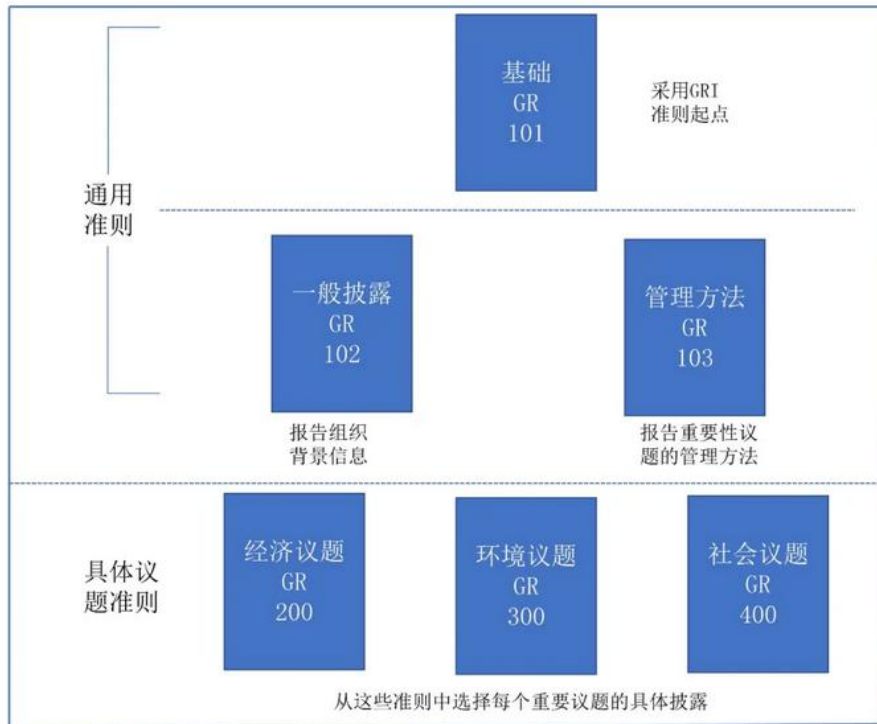 基础
GR
101
采用GRI
准则起点
通用
准则
一般披露
GR
102
管理方法
GR
103
报告组织
背景信息
报告重要性议
题的管理方法
具体议
题准则
经济议题
GR
200
环境议题
GR
300
社会议题
GR
400
从这些准则中选择每个重要议题的具体披露